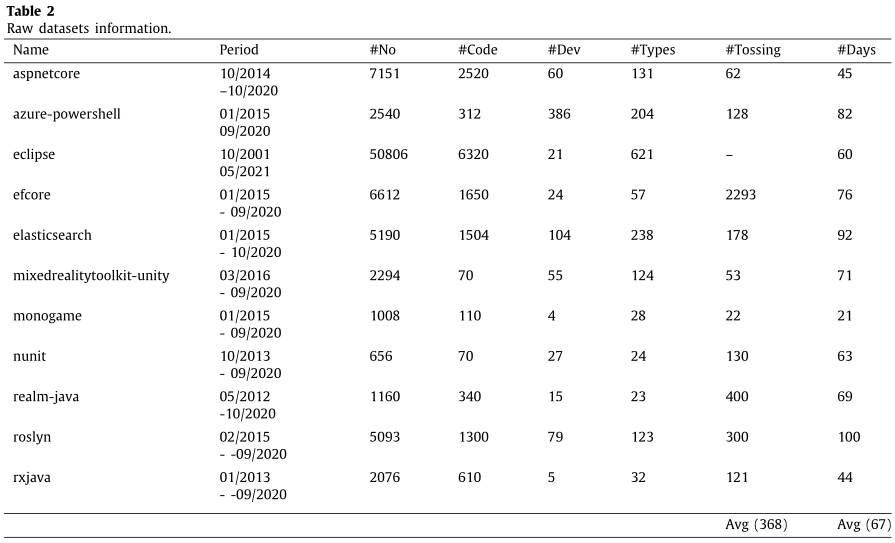 Table 2
Raw datasets information.
Name Period #No #Code #Dev #Types #Tossing #Days
aspnetcore 10/2014 7151 2520 60 131 62 45
–10/2020
azure-powershell 01/2015 2540 312 386 204 128 82
09/2020
eclipse 10/2001 50806 6320 21 621 – 60
05/2021
efcore 01/2015 6612 1650 24 57 2293 76
- 09/2020
elasticsearch 01/2015 5190 1504 104 238 178 92
- 10/2020
mixedrealitytoolkit-unity 03/2016 2294 70 55 124 53 71
- 09/2020
monogame 01/2015 1008 110 4 28 22 21
- 09/2020
nunit 10/2013 656 70 27 24 130 63
- 09/2020
realm-java 05/2012 1160 340 15 23 400 69
-10/2020
roslyn 02/2015 5093 1300 79 123 300 100
- -09/2020
rxjava 01/2013 2076 610 5 32 121 44
- -09/2020
Avg (368) Avg (67)